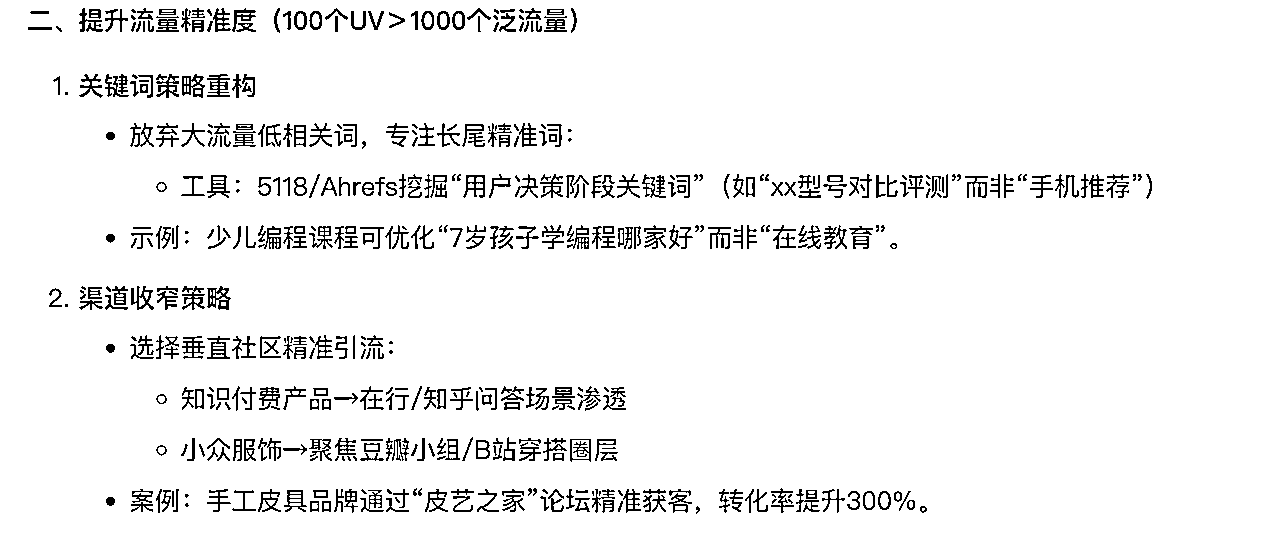 二、提升流量精准度（100个UV＞1000个泛流量）
1. 关键词策略重构
• 放弃大流量低相关词，专注长尾精准词：
○ 工具：5118/Ahrefs挖掘“用户决策阶段关键词”（如“xx型号对比评测”而非“手机推荐”）
• 示例：少儿编程课程可优化“7岁孩子学编程哪家好”而非“在线教育”。
2. 渠道收窄策略
• 选择垂直社区精准引流：
○ 知识付费产品→在行/知乎问答场景渗透
○ 小众服饰→聚焦豆瓣小组/B站穿搭圈层
• 案例：手工皮具品牌通过“皮艺之家”论坛精准获客，转化率提升300%。